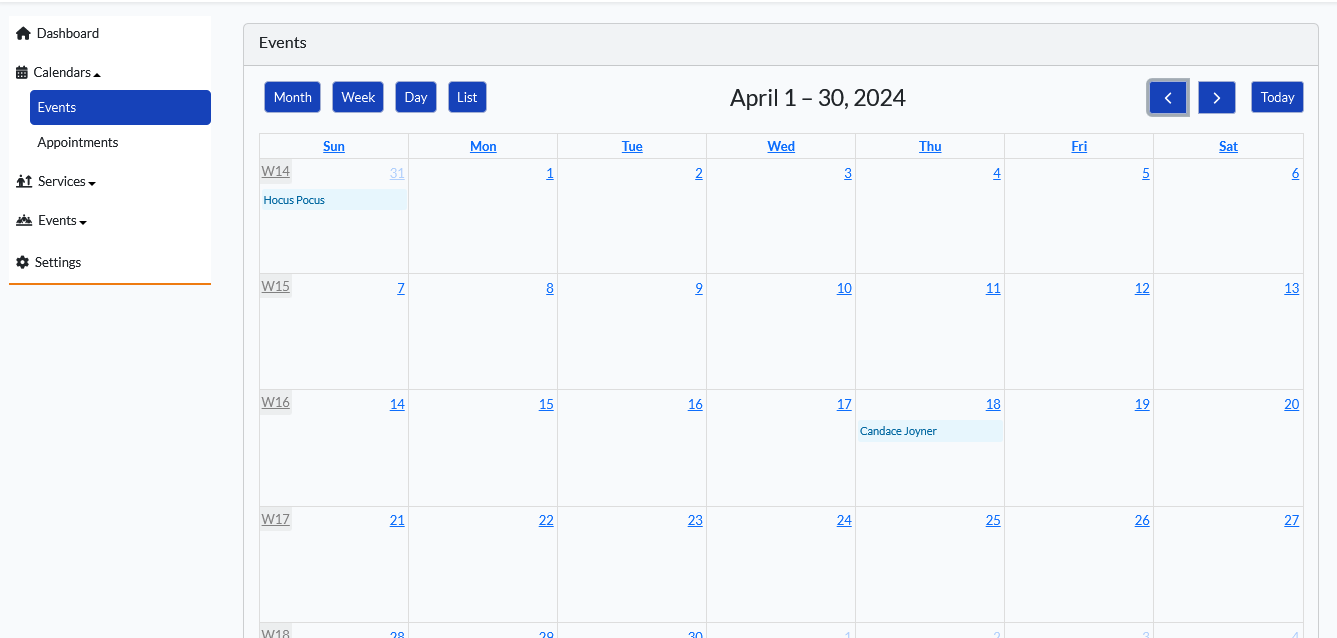 Dashboard
Calendars
Events
Appointments
Services
Events
Settings
Events
Month Week Day List April 1 – 30, 2024 Today
Sun Mon Tue Wed Thu Fri Sat
W14 31 1 2 3 4 5 6
Hocus Pocus
W15 7 8 9 10 11 12 13
W16 14 15 16 17 18 19 20
Candace Joyner
W17 21 22 23 24 25 26 27
W18 28 29 30 1 2 3 4